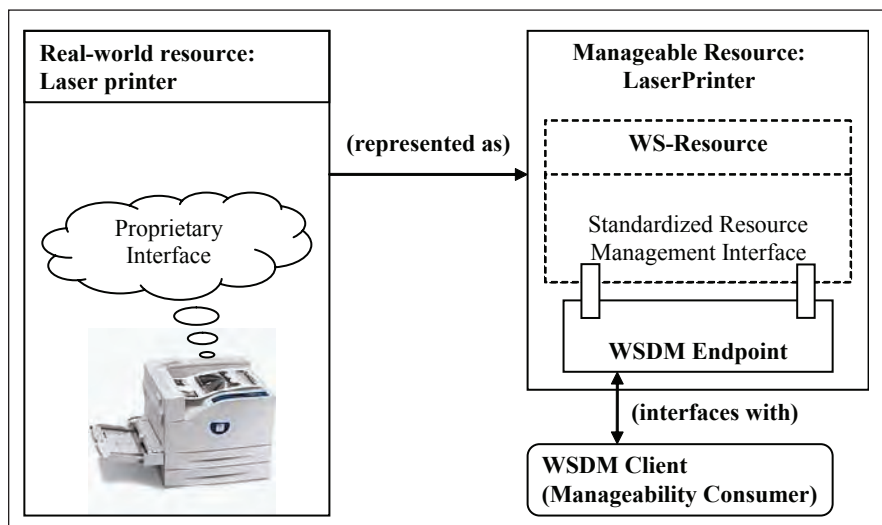 Real-world resource:
Laser printer
Proprietary
Interface
(represented as)
Manageable Resource:
LaserPrinter
WS-Resource
Standardized Resource
Management Interface
WSDM Endpoint
(interfaces with)
WSDM Client
(Manageability Consumer)